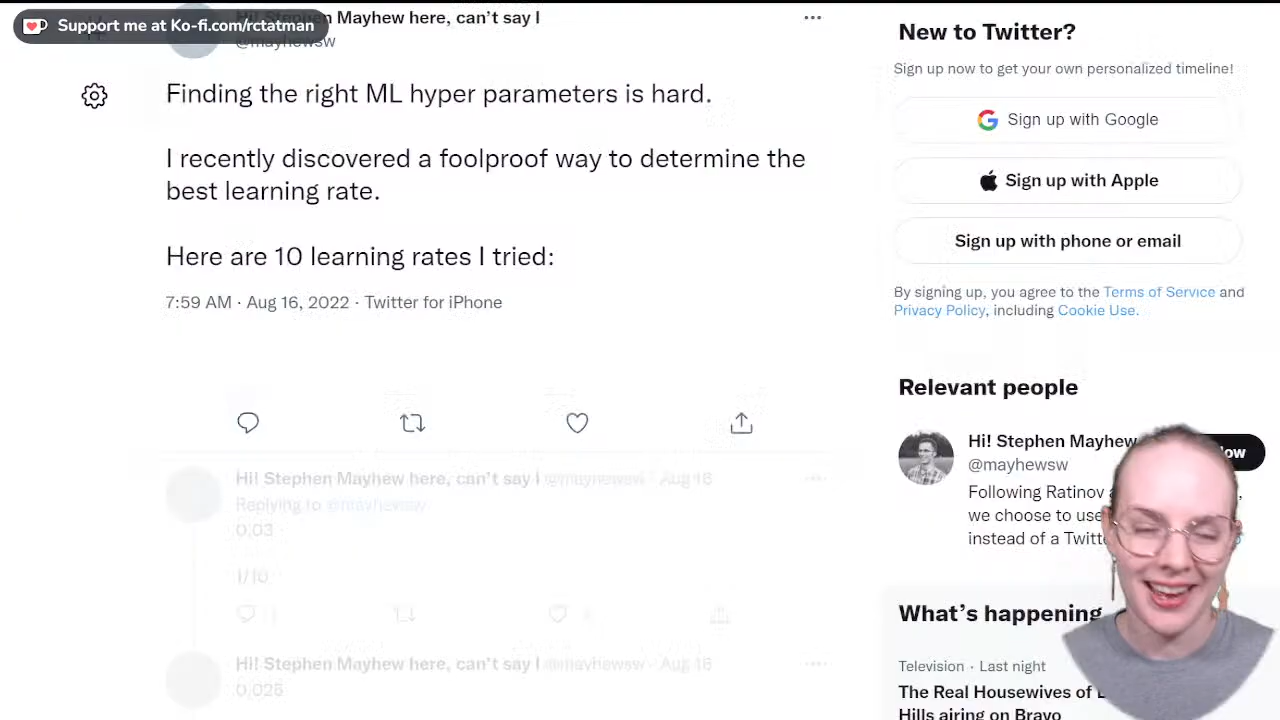 Support me at Ko-fi.com/rctatman
Hi! Stephen Mayhew here, can't say I
@mayhewsw
Finding the right ML hyper parameters is hard.
I recently discovered a foolproof way to determine the
best learning rate.
Here are 10 learning rates I tried:
7:59 AM · Aug 16, 2022 · Twitter for iPhone
Hi! Stephen Mayhew here, can't say I @mayhewsw · Aug 16
Replying to @mayhewsw
0.03
1/10
Hi! Stephen Mayhew here, can't say I @mayhewsw · Aug 16
0.025
New to Twitter?
Sign up now to get your own personalized timeline!
Sign up with Google
Sign up with Apple
Sign up with phone or email
By signing up, you agree to the Terms of Service and
Privacy Policy, including Cookie Use.
Relevant people
Hi! Stephen Mayhew
@mayhewsw
Following Ratinov
we choose to use
instead of a
What's happening
Television · Last night
The Real Housewives of
Hills airing on Bravo